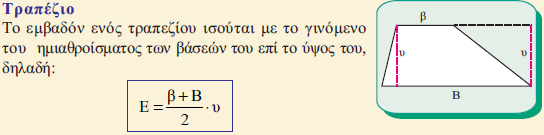 Τραπέζιο
Το εμβαδόν ενός τραπεζίου ισούται με το γινόμενο
του ημιαθροίσματος των βάσεών του επί το ύψος του,
δηλαδή:
Ε = (β + Β)/2 · υ
β
υ
υ
Β